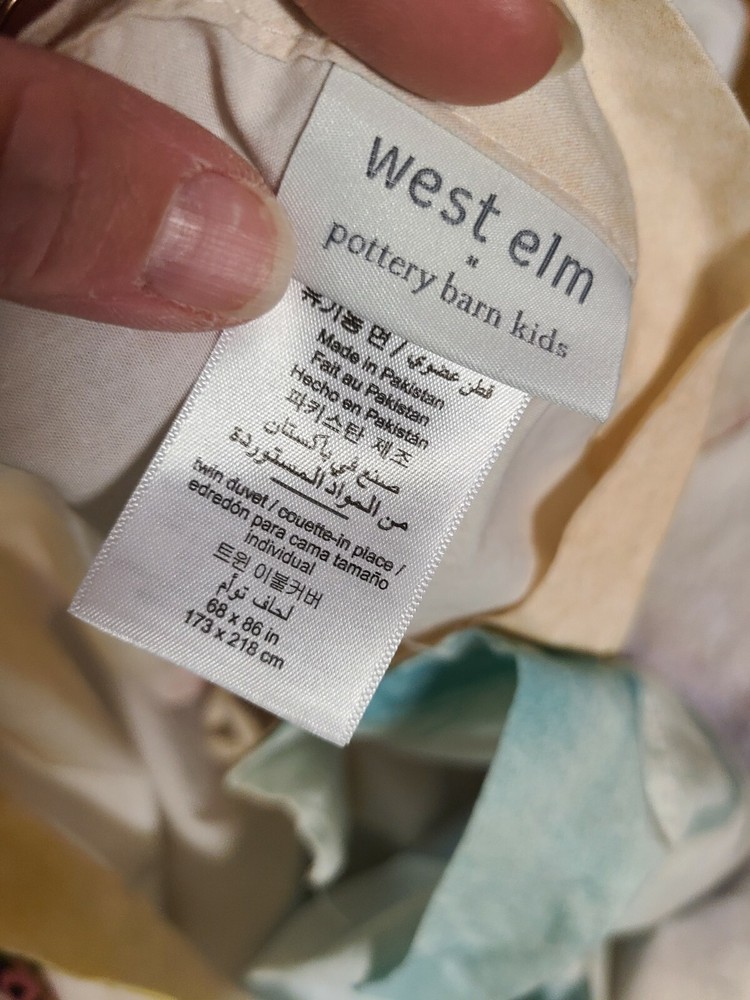 west elm
×
pottery barn kids
유기농 면 / قطن عضوي
Made in Pakistan
Fait au Pakistan
Hecho en Pakistán
파키스탄 제조
صنع في باكستان
من المواد المستوردة
twin duvet / couette-in place /
edredón para cama tamaño
individual
트윈 이불커버
لحاف توأم
68 x 86 in
173 x 218 cm